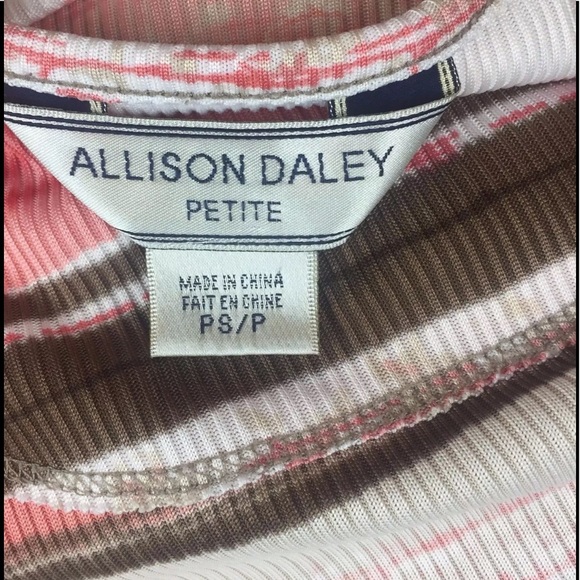 ALLISON DALEY
PETITE
MADE IN CHINA
FAIT EN CHINE
PS/P